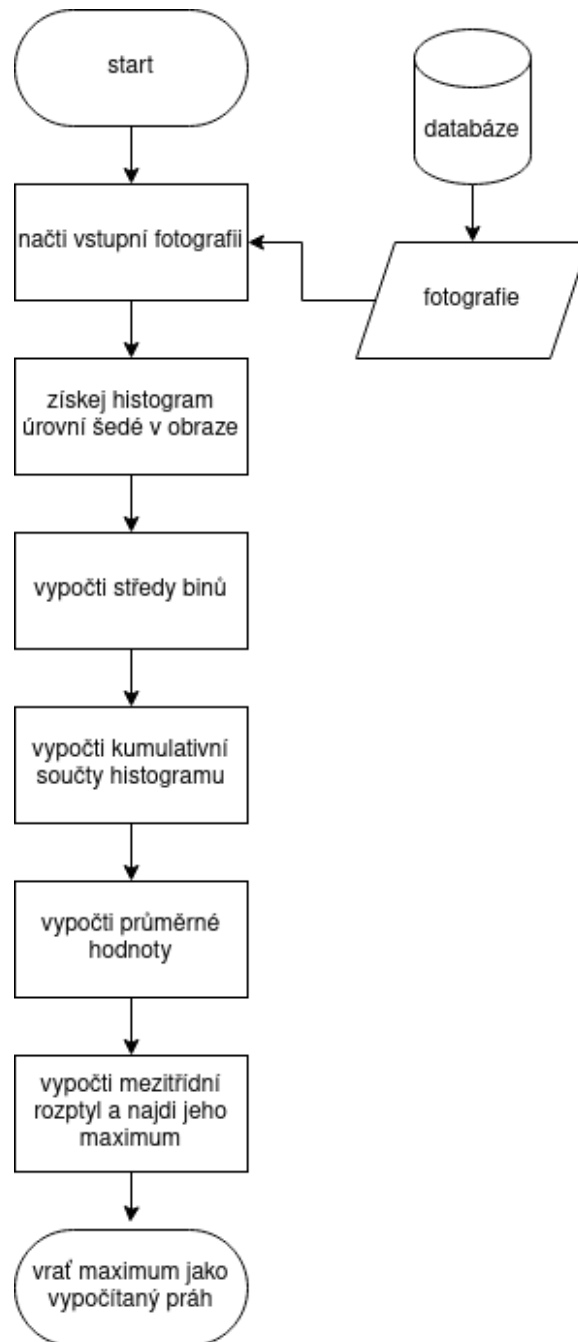 start
databáze
načti vstupní fotografii
fotografie
získej histogram
úrovní šedé v obraze
vypočti středy binů
vypočti kumulativní
součty histogramu
vypočti průměrné
hodnoty
vypočti mezitřídní
rozptyl a najdi jeho
maximum
vrať maximum jako
vypočítaný práh